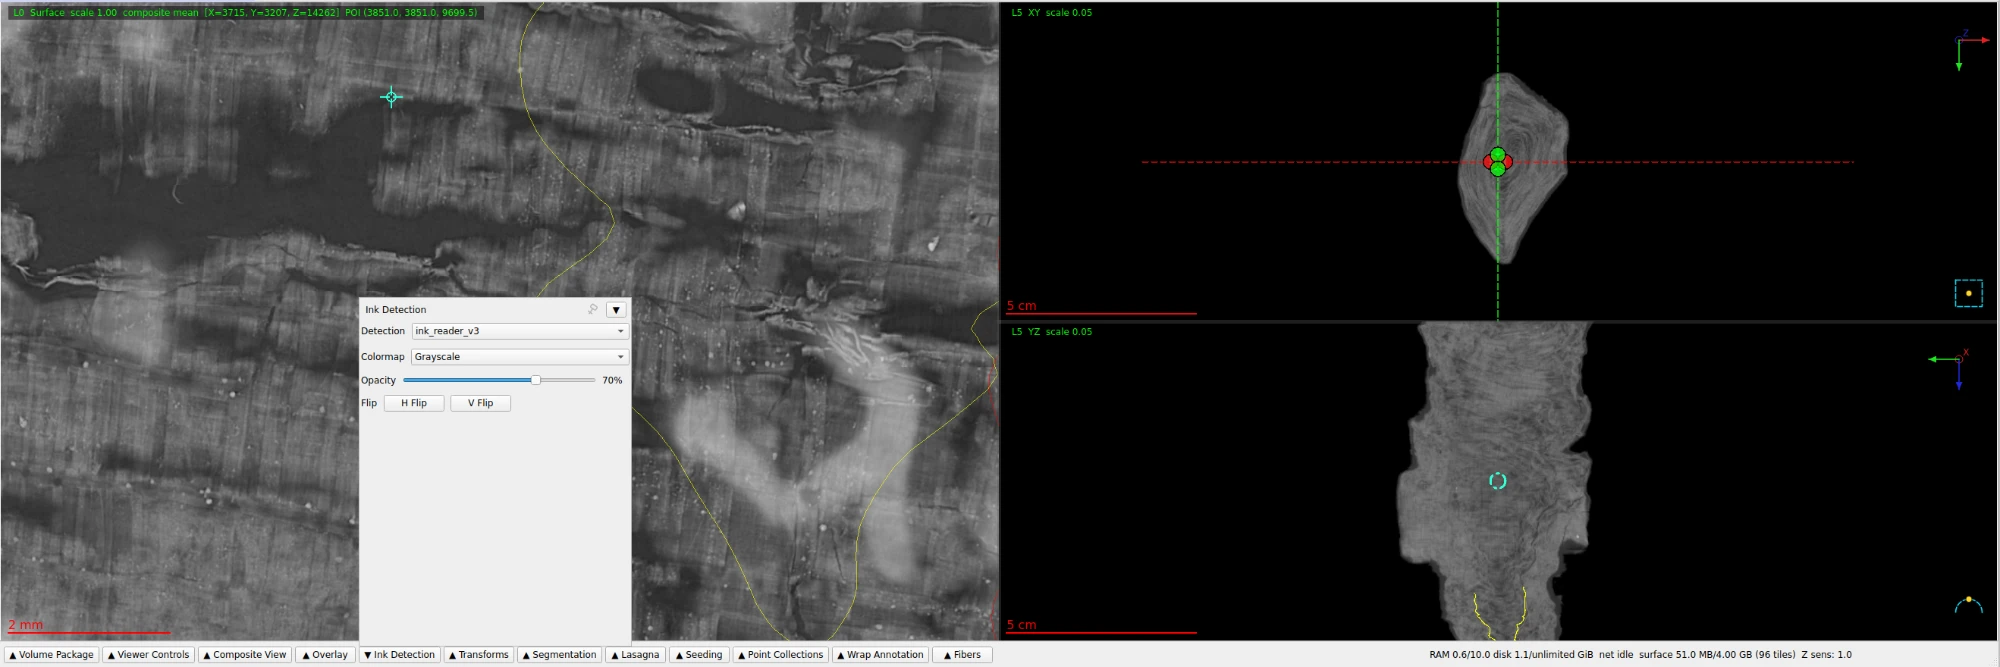 L0 Surface scale 1.00 composite mean [X=3715, Y=3207, Z=14262] POI (3851.0, 3851.0, 9699.5)
2 mm
L5 XY scale 0.05
Z
5 cm
L5 YZ scale 0.05
X
5 cm
Ink Detection
Detection ink_reader_v3
Colormap Grayscale
Opacity 70%
Flip H Flip V Flip
▲ Volume Package ▲ Viewer Controls ▲ Composite View ▲ Overlay ▼ Ink Detection ▲ Transforms ▲ Segmentation ▲ Lasagna ▲ Seeding ▲ Point Collections ▲ Wrap Annotation ▲ Fibers RAM 0.6/10.0 disk 1.1/unlimited GiB net idle surface 51.0 MB/4.00 GB (96 tiles) Z sens: 1.0